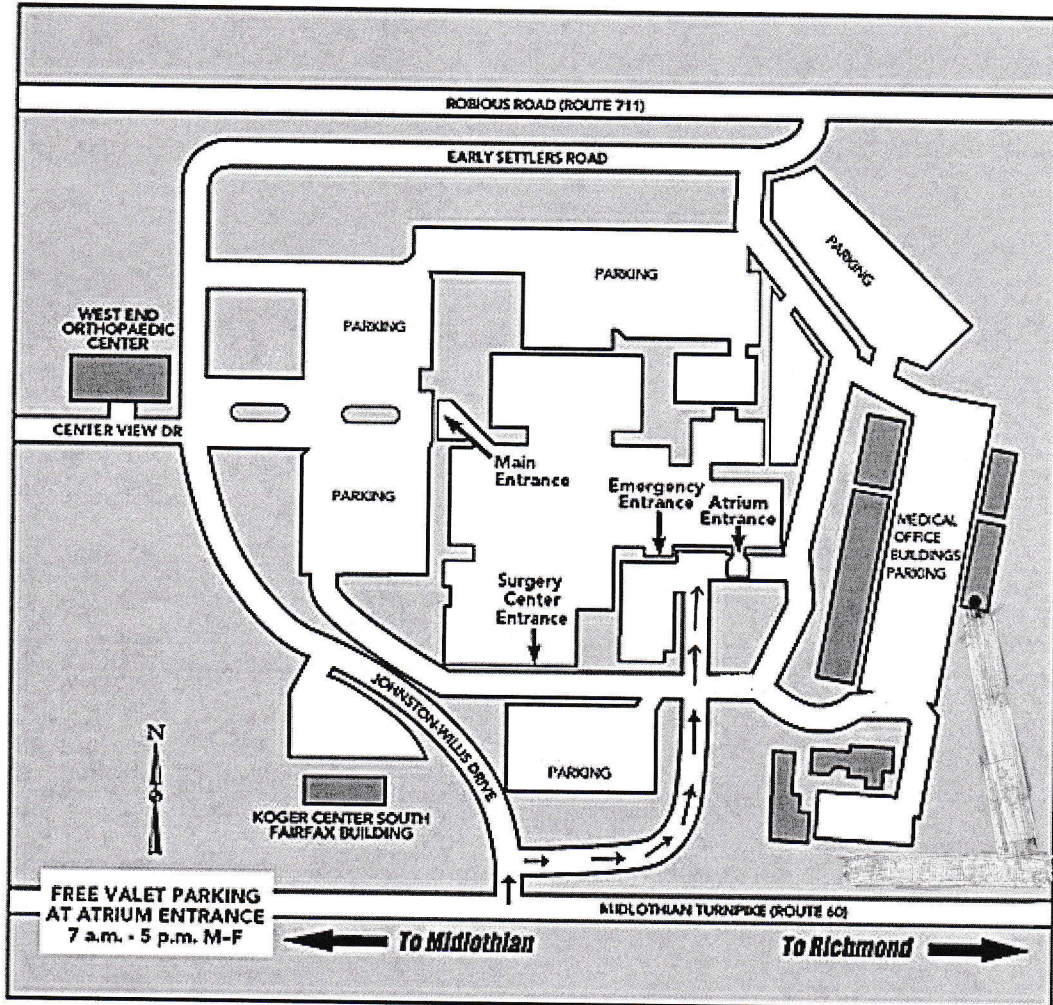 ROBIOUS ROAD (ROUTE 711)
EARLY SETTLERS ROAD
PARKING
PARKING
WEST END
ORTHOPAEDIC
CENTER
PARKING
CENTER VIEW DR
Main
Entrance
PARKING
Emergency
Entrance
Atrium
Entrance
MEDICAL
OFFICE
BUILDINGS
PARKING
Surgery
Center
Entrance
JOHNSTON-WILLIS DRIVE
N
PARKING
KOGER CENTER SOUTH
FAIRFAX BUILDING
FREE VALET PARKING
AT ATRIUM ENTRANCE
7 a.m. - 5 p.m. M-F
MIDLOTHIAN TURNPIKE (ROUTE 60)
To Midlothian
To Richmond